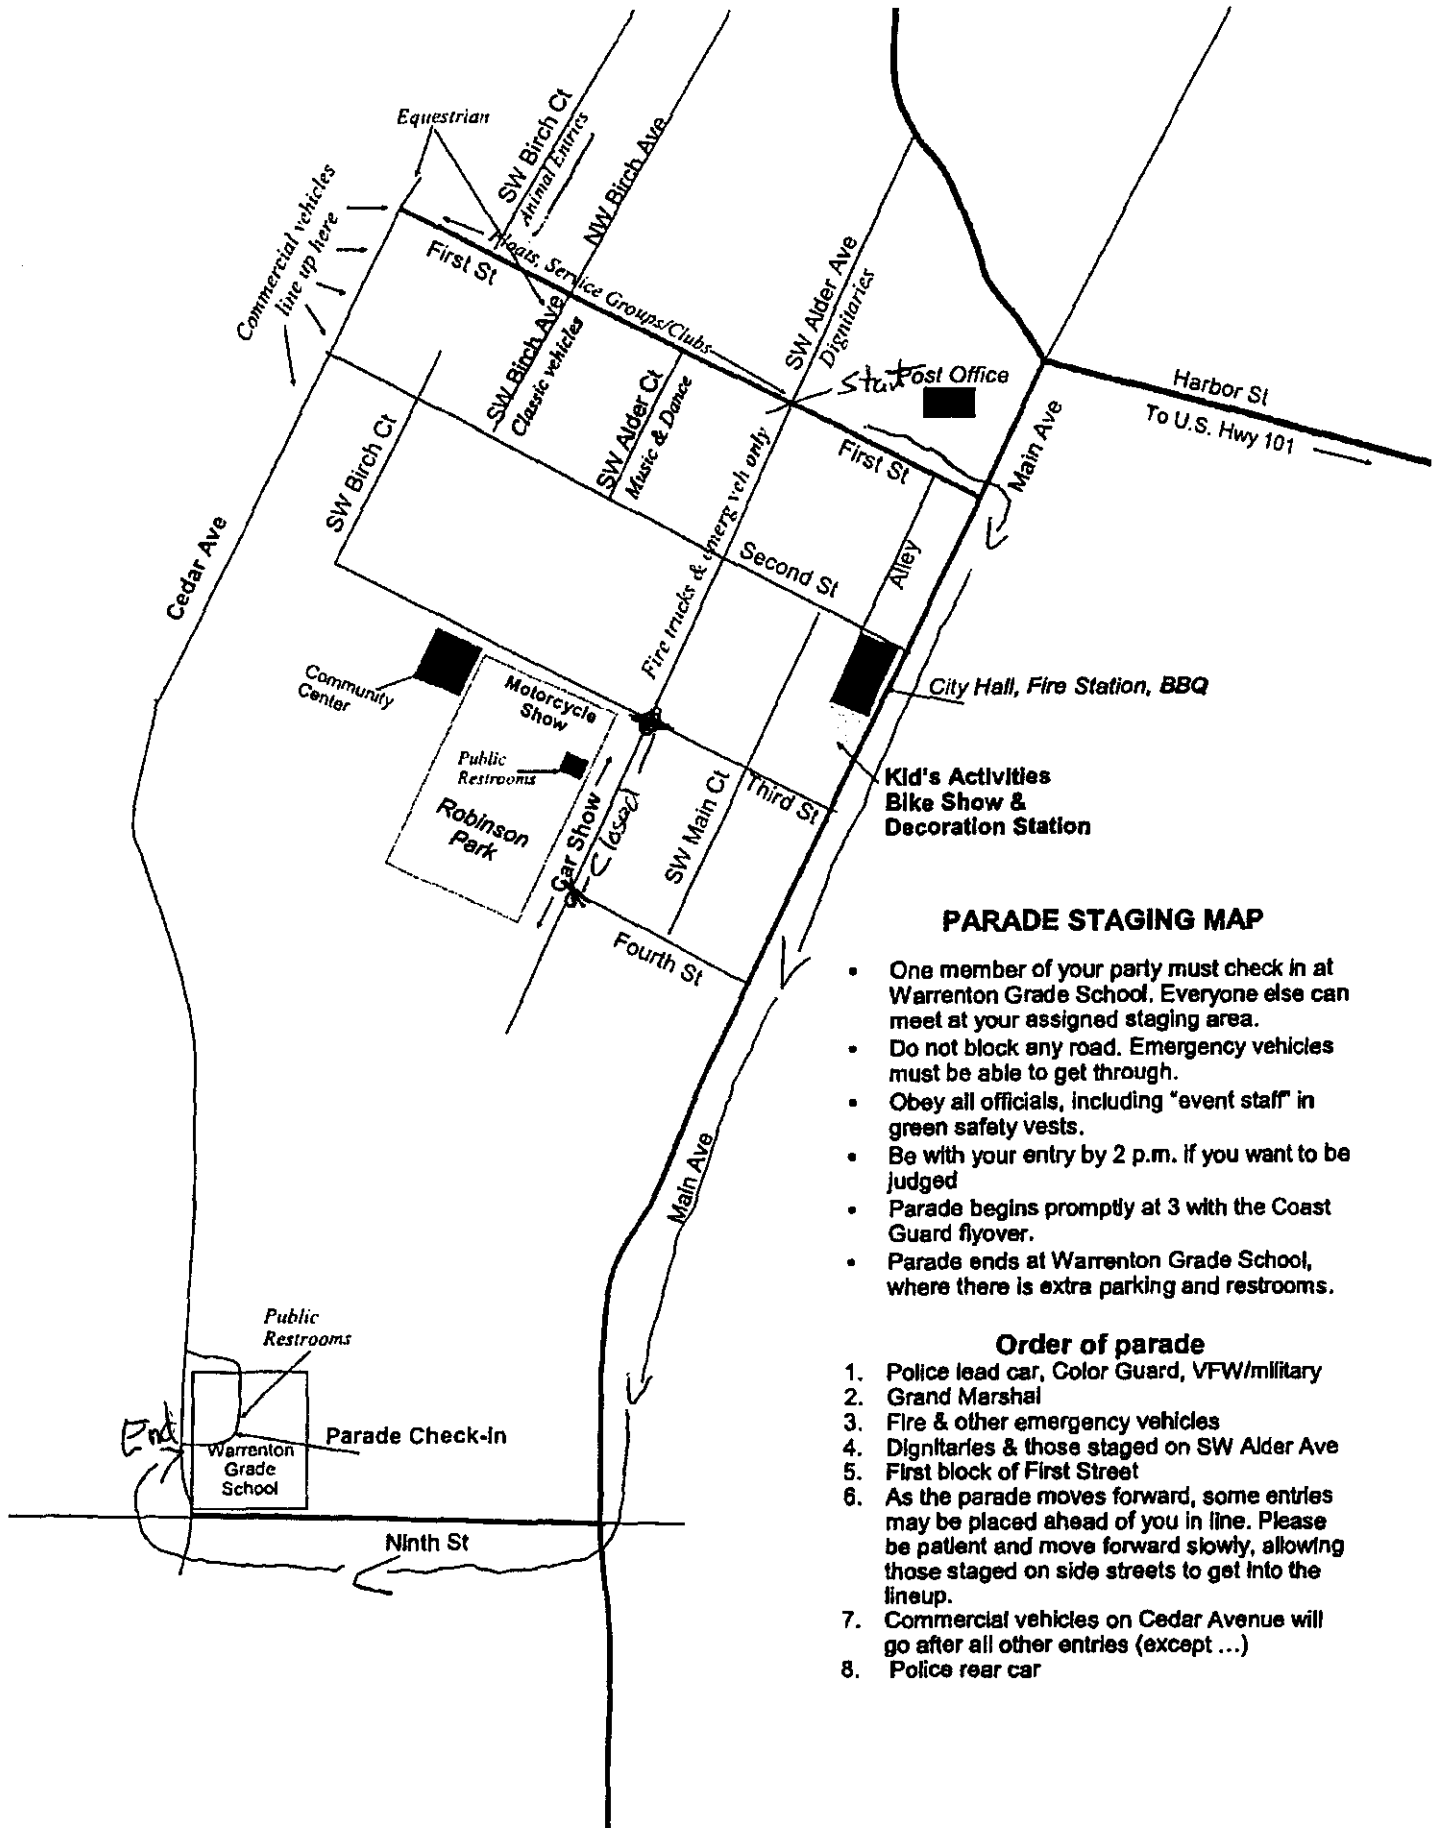 Equestrian
SW Birch Ct
Animal Entries
NW Birch Ave
Commercial vehicles
line up here
First St
Floats, Service Groups/Clubs
SW Alder Ave
Dignitaries
Start
Post Office
Harbor St
To U.S. Hwy 101
Main Ave
SW Birch Ave
Classic vehicles
SW Alder Ct
Music & Dance
First St
SW Birch Ct
Fire trucks & emerg veh only
Second St
Alley
Cedar Ave
Community
Center
Motorcycle
Show
City Hall, Fire Station, BBQ
Public
Restrooms
Robinson
Park
Car Show
Closed
SW Main Ct
Third St
Kid's Activities
Bike Show &
Decoration Station
Fourth St
PARADE STAGING MAP
• One member of your party must check in at
Warrenton Grade School. Everyone else can
meet at your assigned staging area.
• Do not block any road. Emergency vehicles
must be able to get through.
• Obey all officials, including "event staff" in
green safety vests.
• Be with your entry by 2 p.m. if you want to be
judged
• Parade begins promptly at 3 with the Coast
Guard flyover.
• Parade ends at Warrenton Grade School,
where there is extra parking and restrooms.
Main Ave
Order of parade
1. Police lead car, Color Guard, VFW/military
2. Grand Marshal
3. Fire & other emergency vehicles
4. Dignitaries & those staged on SW Alder Ave
5. First block of First Street
6. As the parade moves forward, some entries
may be placed ahead of you in line. Please
be patient and move forward slowly, allowing
those staged on side streets to get into the
lineup.
7. Commercial vehicles on Cedar Avenue will
go after all other entries (except ...)
8. Police rear car
Public
Restrooms
End
Parade Check-in
Warrenton
Grade
School
Ninth St